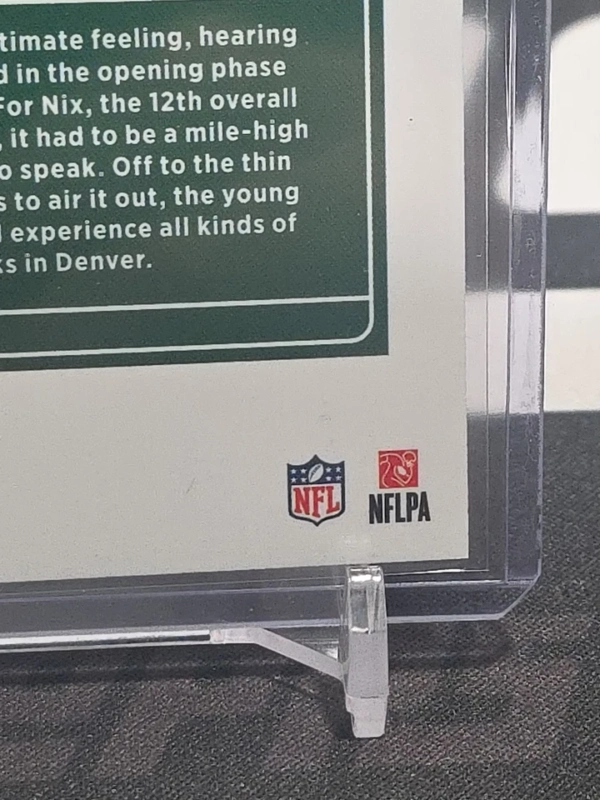 timate feeling, hearing
d in the opening phase
For Nix, the 12th overall
, it had to be a mile-high
o speak. Off to the thin
s to air it out, the young
l experience all kinds of
ks in Denver.
NFL
NFLPA